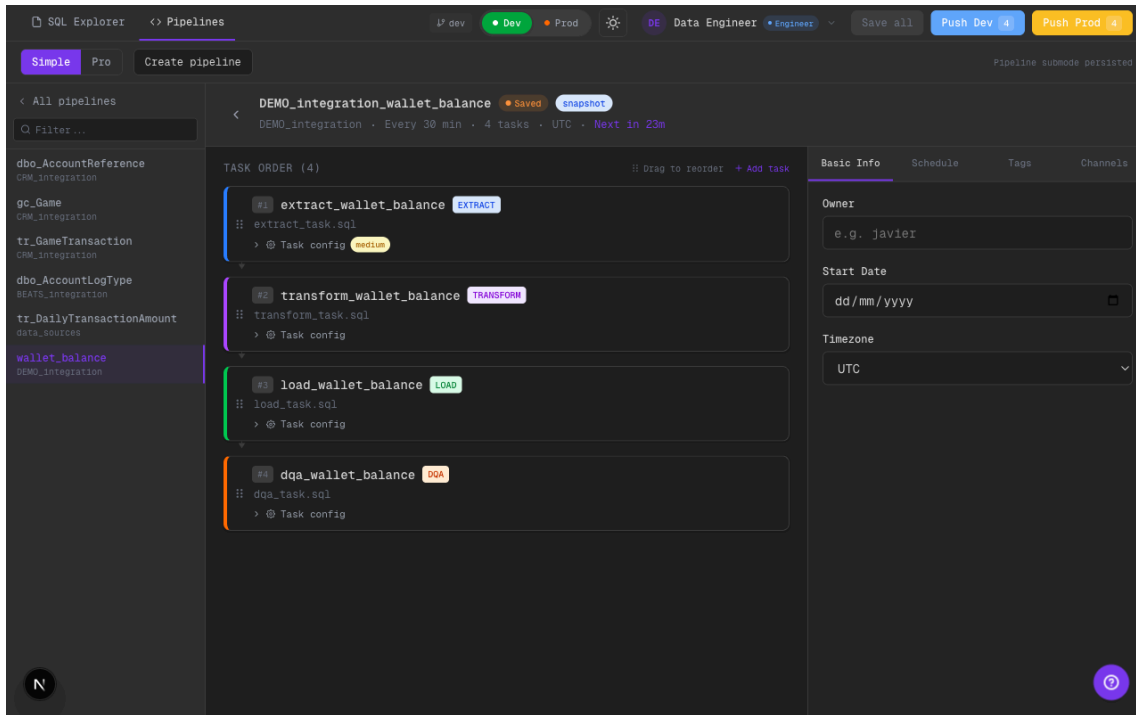 SQL Explorer
<> Pipelines
dev
Dev
Prod
DE
Data Engineer
Engineer
Save all
Push Dev 4
Push Prod 4
Simple
Pro
Create pipeline
Pipeline submode persisted
< All pipelines
Filter...
dbo_AccountReference
CRM_integration
gc_Game
CRM_integration
tr_GameTransaction
CRM_integration
dbo_AccountLogType
BEATS_integration
tr_DailyTransactionAmount
data_sources
wallet_balance
DEMO_integration
DEMO_integration_wallet_balance
Saved
snapshot
DEMO_integration · Every 30 min · 4 tasks · UTC · Next in 23m
TASK ORDER (4)
Drag to reorder
+ Add task
#1 extract_wallet_balance EXTRACT
extract_task.sql
> Task config medium
#2 transform_wallet_balance TRANSFORM
transform_task.sql
> Task config
#3 load_wallet_balance LOAD
load_task.sql
> Task config
#4 dqa_wallet_balance DQA
dqa_task.sql
> Task config
Basic Info
Schedule
Tags
Channels
Owner
e.g. javier
Start Date
dd/mm/yyyy
Timezone
UTC
N
?